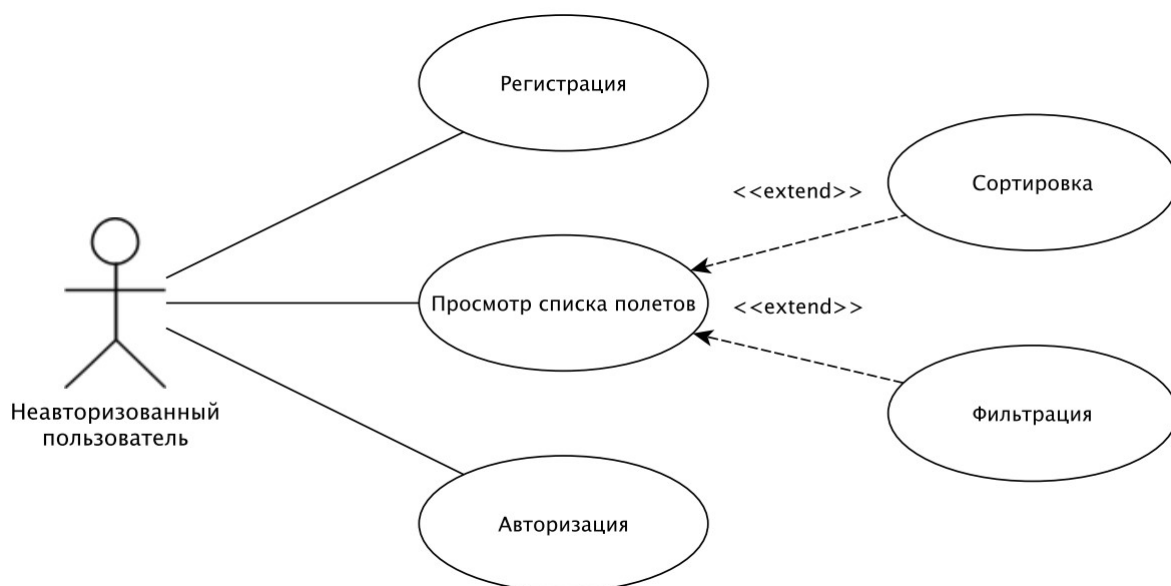 Регистрация
Сортировка
<<extend>>
Просмотр списка полетов
<<extend>>
Неавторизованный
пользователь
Фильтрация
Авторизация